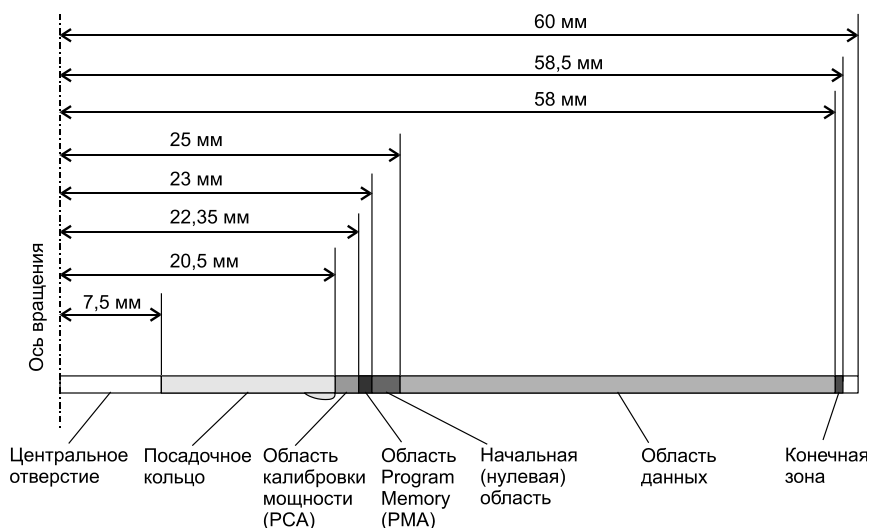 60 мм
58,5 мм
58 мм
25 мм
23 мм
22,35 мм
20,5 мм
7,5 мм
Ось вращения
Центральное
отверстие
Посадочное
кольцо
Область
калибровки
мощности
(PCA)
Область
Program
Memory
(PMA)
Начальная
(нулевая)
область
Область
данных
Конечная
зона